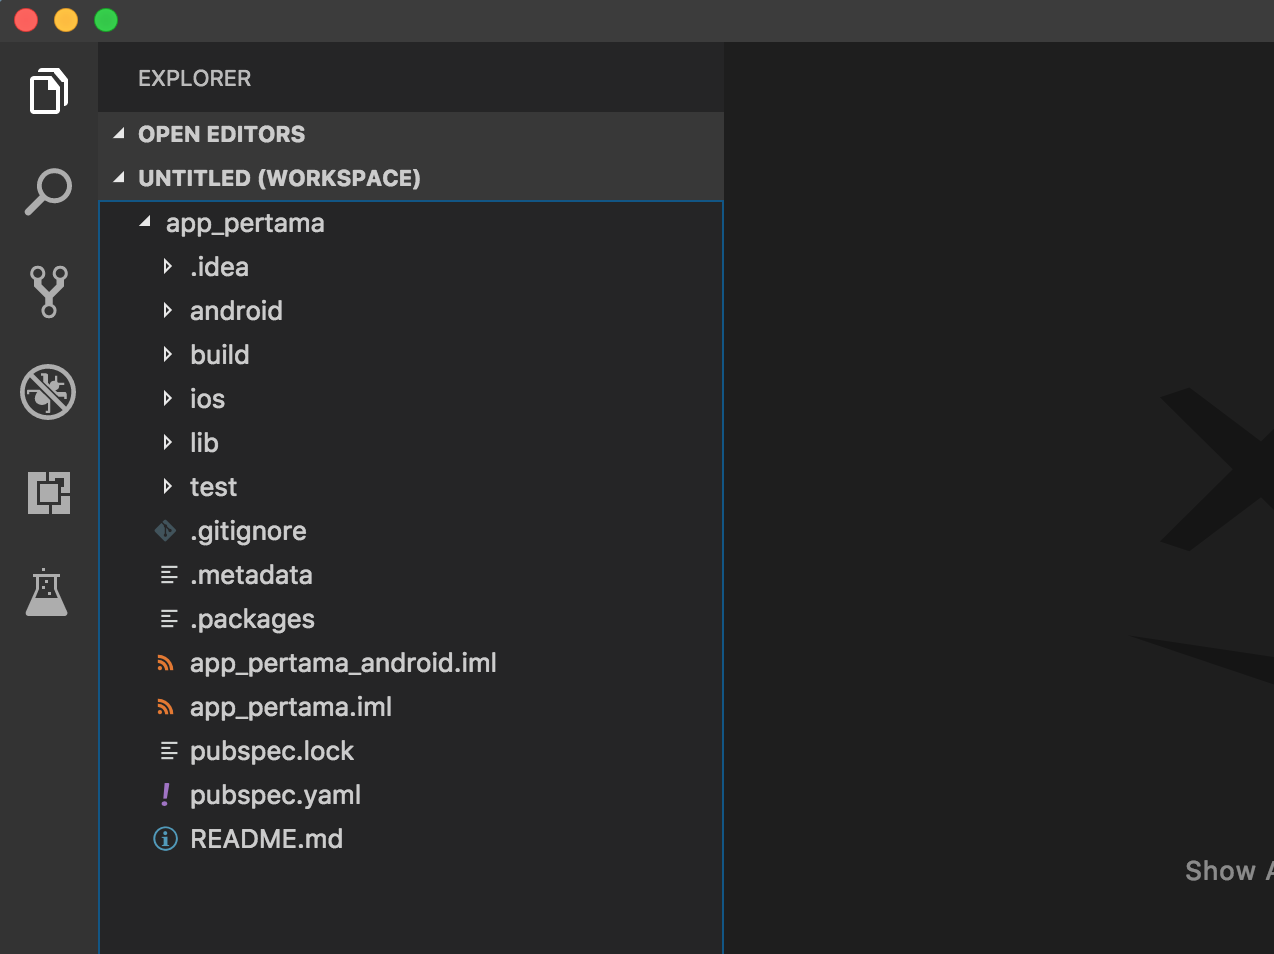 EXPLORER
OPEN EDITORS
UNTITLED (WORKSPACE)
app_pertama
.idea
android
build
ios
lib
test
.gitignore
.metadata
.packages
app_pertama_android.iml
app_pertama.iml
pubspec.lock
pubspec.yaml
README.md
Show